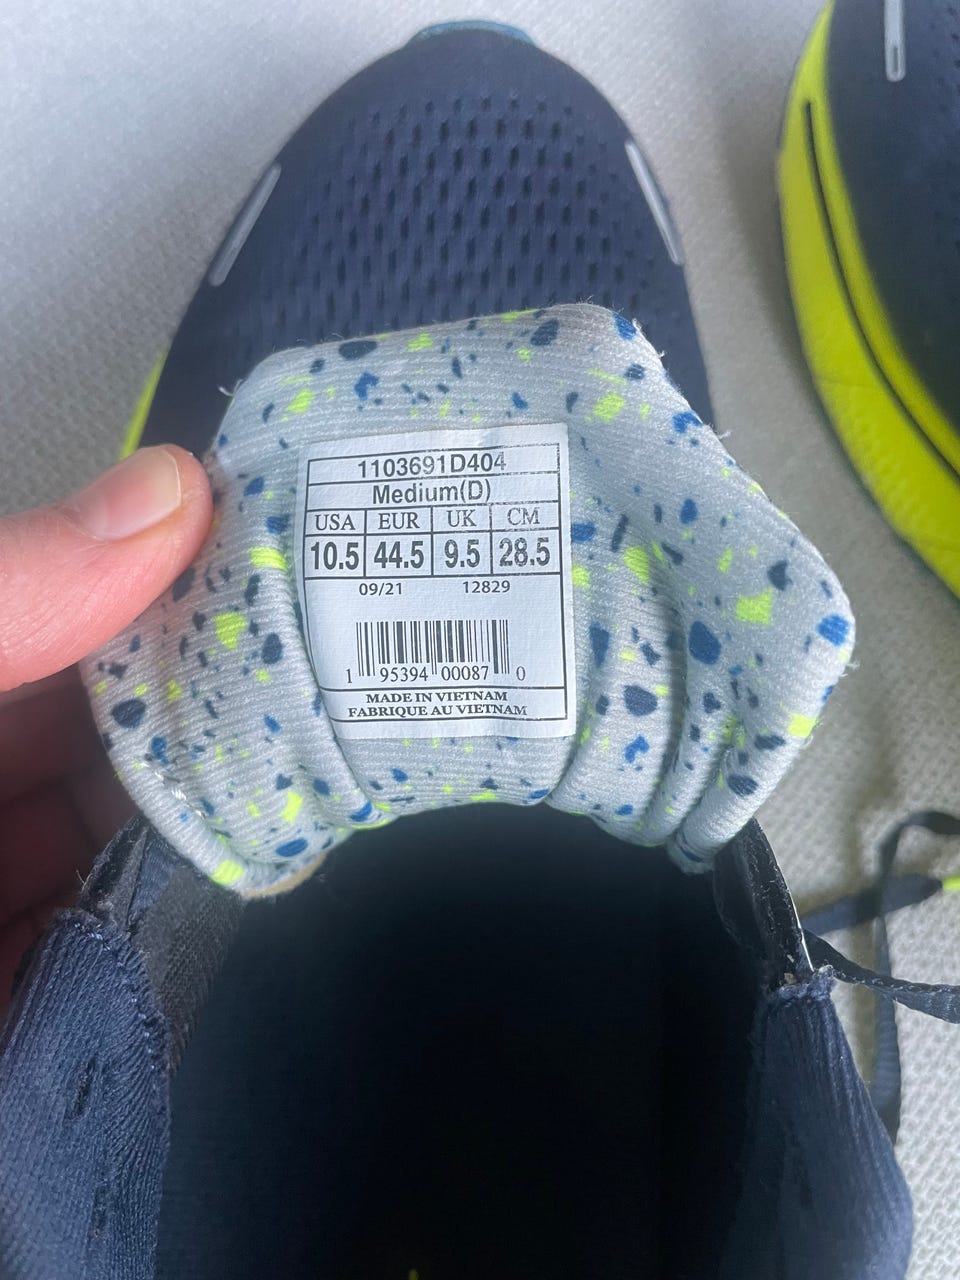 1103691D404
Medium(D)
USA EUR UK CM
10.5 44.5 9.5 28.5
09/21 12829
1 95394 00087 0
MADE IN VIETNAM
FABRIQUE AU VIETNAM